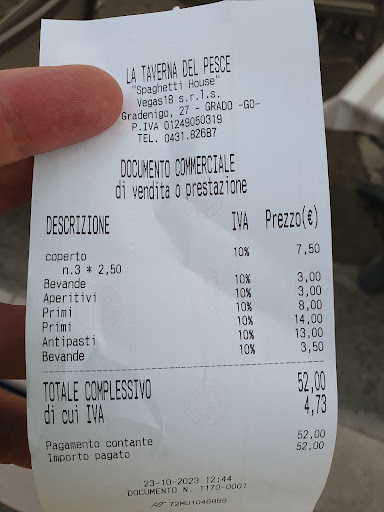 LA TAVERNA DEL PESCE
"Spaghetti House"
Vegas18 s.r.l.s.
Gradenigo, 27 - GRADO -GO-
P.IVA 01249050319
TEL. 0431.82687
DOCUMENTO COMMERCIALE
di vendita o prestazione
DESCRIZIONE IVA Prezzo(€)
coperto 10% 7,50
n.3 * 2,50
Bevande 10% 3,00
Aperitivi 10% 3,00
Primi 10% 8,00
Primi 10% 14,00
Antipasti 10% 13,00
Bevande 10% 3,50
TOTALE COMPLESSIVO 52,00
di cui IVA 4,73
Pagamento contante 52,00
Importo pagato 52,00
23-10-2023 12:44
DOCUMENTO N. 1170-0001
RT 72MU1046899